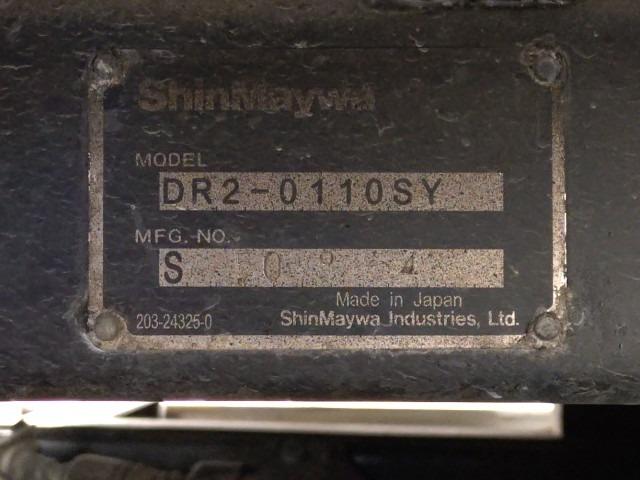 ShinMaywa
MODEL
DR2-0110SY
MFG. NO.
S
Made in Japan
203-24325-0 ShinMaywa Industries, Ltd.